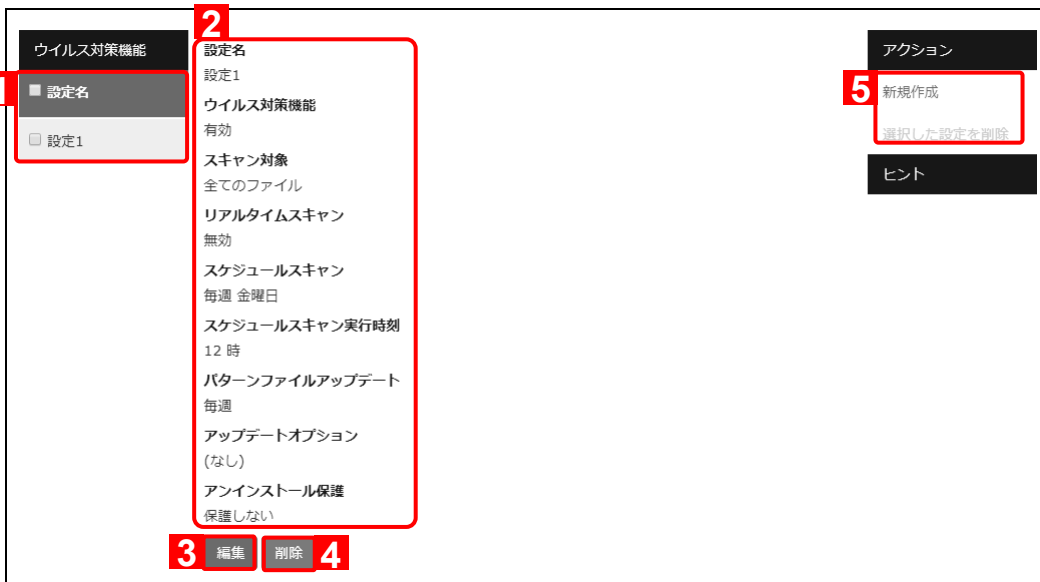 ウイルス対策機能
1
設定名
設定1
2
設定名
設定1
ウイルス対策機能
有効
スキャン対象
全てのファイル
リアルタイムスキャン
無効
スケジュールスキャン
毎週 金曜日
スケジュールスキャン実行時刻
12 時
パターンファイルアップデート
毎週
アップデートオプション
(なし)
アンインストール保護
保護しない
3 編集 削除 4
アクション
5 新規作成
選択した設定を削除
ヒント